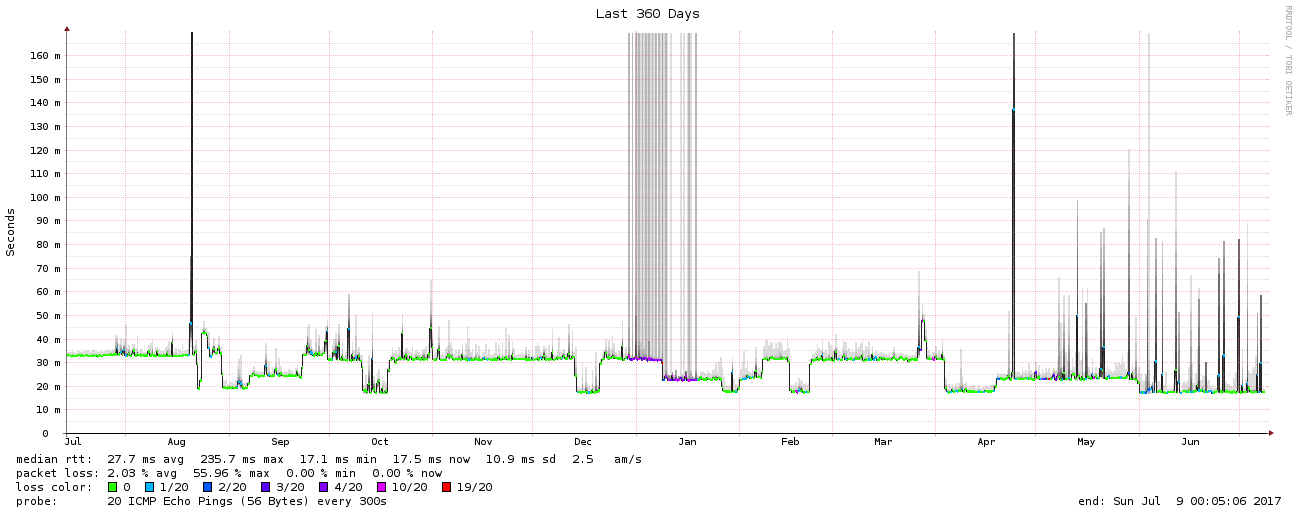 Last 360 Days
RRDTOOL / TOBI OETIKER
Seconds
160 m
150 m
140 m
130 m
120 m
110 m
100 m
90 m
80 m
70 m
60 m
50 m
40 m
30 m
20 m
10 m
0
Jul Aug Sep Oct Nov Dec Jan Feb Mar Apr May Jun
median rtt: 27.7 ms avg 235.7 ms max 17.1 ms min 17.5 ms now 10.9 ms sd 2.5 am/s
packet loss: 2.03 % avg 55.96 % max 0.00 % min 0.00 % now
loss color: 0 1/20 2/20 3/20 4/20 10/20 19/20
probe: 20 ICMP Echo Pings (56 Bytes) every 300s end: Sun Jul 9 00:05:06 2017